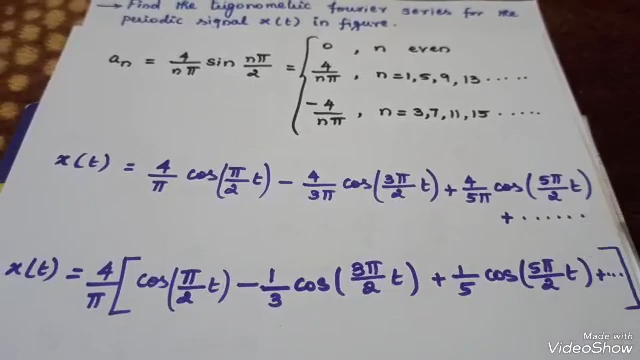 → Find the trigonometric fourier series for the
periodic signal x(t) in figure.
aₙ = 4/nπ sin nπ/2 = { 0 , n even
4/nπ , n = 1, 5, 9, 13 .....
-4/nπ , n = 3, 7, 11, 15 .....
x(t) = 4/π cos(π/2 t) - 4/3π cos(3π/2 t) + 4/5π cos(5π/2 t)
+ ......
x(t) = 4/π [cos(π/2 t) - 1/3 cos(3π/2 t) + 1/5 cos(5π/2 t) + ...]
Made with
VideoShow